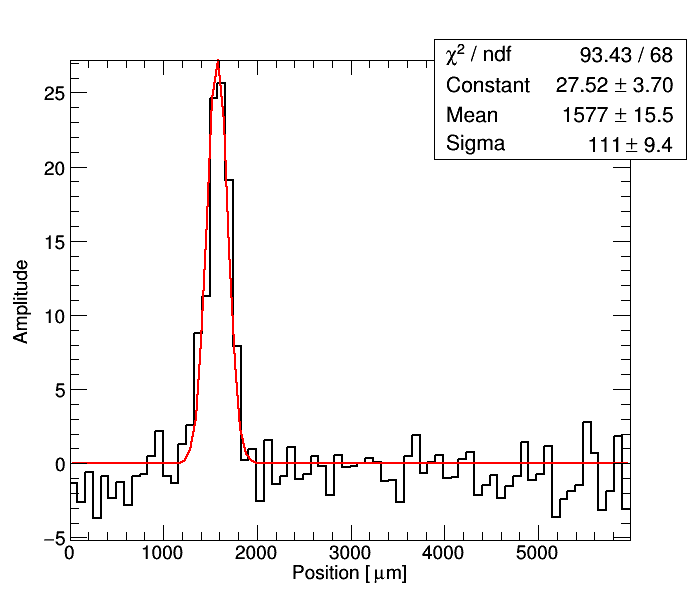 χ² / ndf 93.43 / 68
Constant 27.52 ± 3.70
Mean 1577 ± 15.5
Sigma 111 ± 9.4
Amplitude
25
20
15
10
5
0
−5
0 1000 2000 3000 4000 5000
Position [ μm]